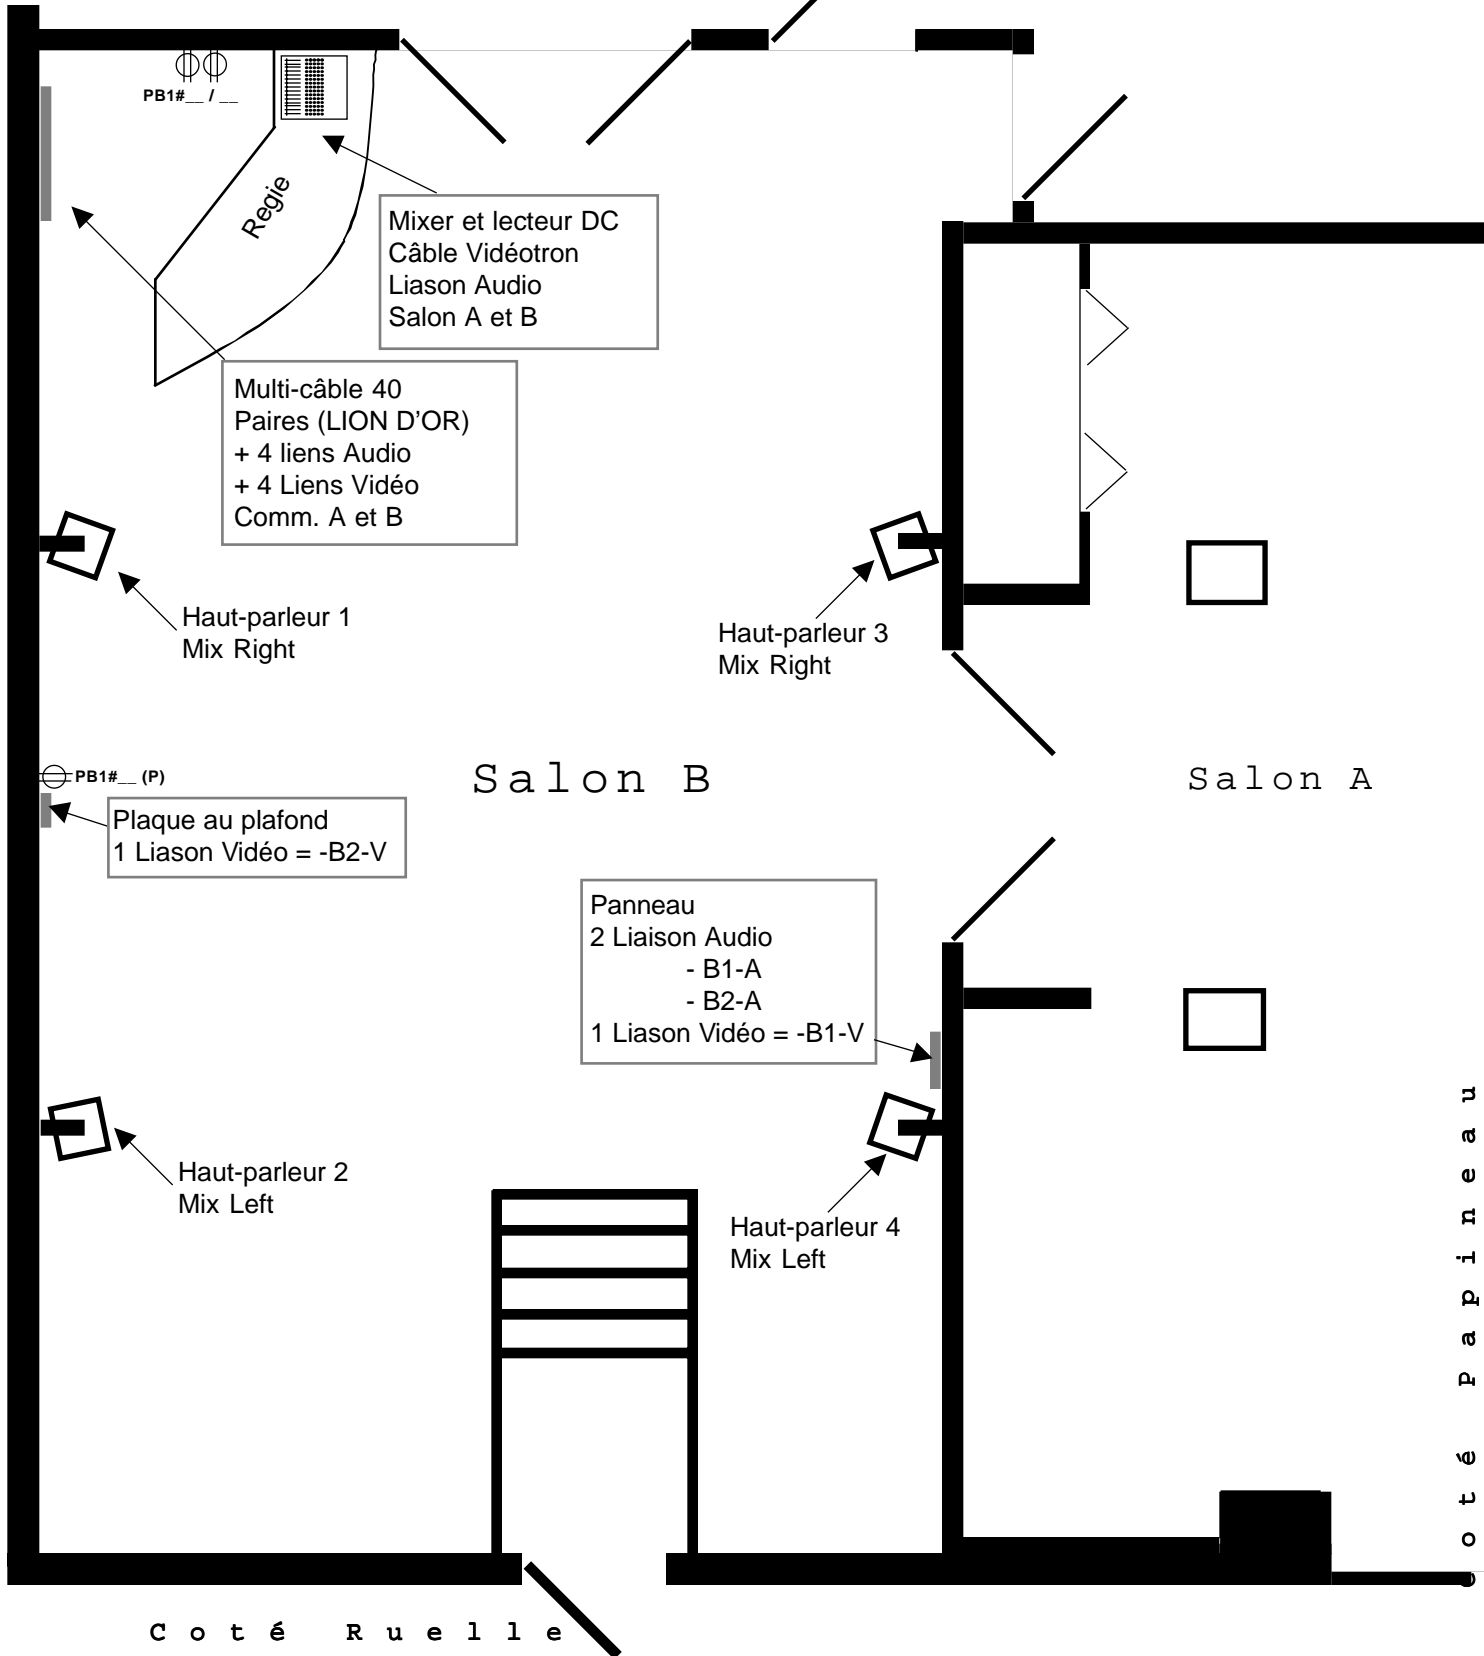 PB1#__ / __
Regie
Mixer et lecteur DC
Câble Vidéotron
Liason Audio
Salon A et B
Multi-câble 40
Paires (LION D'OR)
+ 4 liens Audio
+ 4 Liens Vidéo
Comm. A et B
Haut-parleur 1
Mix Right
Haut-parleur 3
Mix Right
PB1#__ (P)
Salon B
Salon A
Plaque au plafond
1 Liason Vidéo = -B2-V
Panneau
2 Liaison Audio
- B1-A
- B2-A
1 Liason Vidéo = -B1-V
Haut-parleur 2
Mix Left
Haut-parleur 4
Mix Left
Coté Papineau
Coté Ruelle